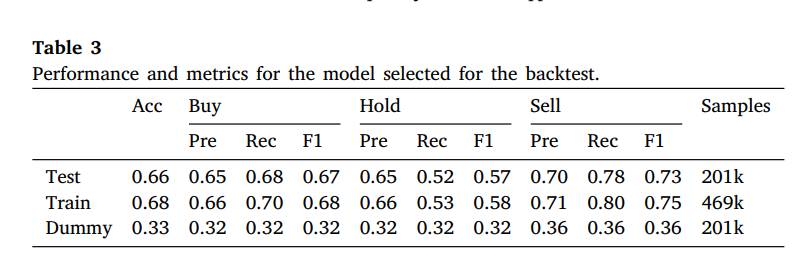 Table 3
Performance and metrics for the model selected for the backtest.
Acc Buy Hold Sell Samples
Pre Rec F1 Pre Rec F1 Pre Rec F1
Test 0.66 0.65 0.68 0.67 0.65 0.52 0.57 0.70 0.78 0.73 201k
Train 0.68 0.66 0.70 0.68 0.66 0.53 0.58 0.71 0.80 0.75 469k
Dummy 0.33 0.32 0.32 0.32 0.32 0.32 0.32 0.36 0.36 0.36 201k